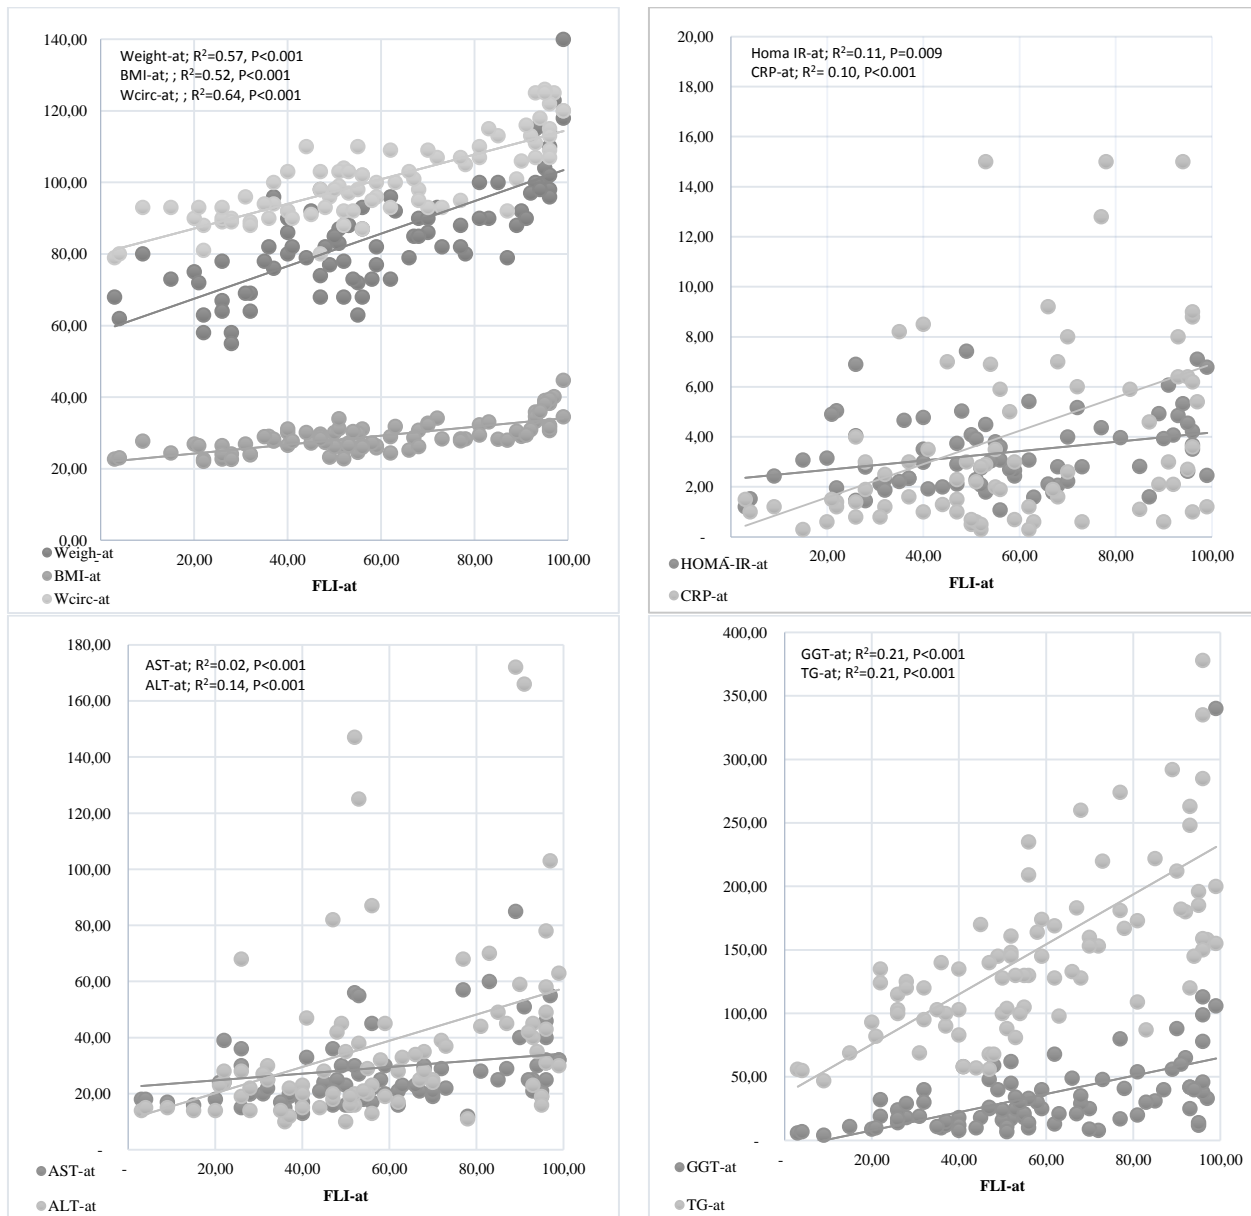 140,00
120,00
100,00
80,00
60,00
40,00
20,00
0,00
Weight-at; R²=0.57, P<0.001
BMI-at; ; R²=0.52, P<0.001
Wcirc-at; ; R²=0.64, P<0.001
20,00 40,00 60,00 80,00 100,00
FLI-at
Weigh-at
BMI-at
Wcirc-at
20,00
18,00
16,00
14,00
12,00
10,00
8,00
6,00
4,00
2,00
-
Homa IR-at; R²=0.11, P=0.009
CRP-at; R²= 0.10, P<0.001
- 20,00 40,00 60,00 80,00 100,00
FLI-at
HOMA-IR-at
CRP-at
180,00
160,00
140,00
120,00
100,00
80,00
60,00
40,00
20,00
-
AST-at; R²=0.02, P<0.001
ALT-at; R²=0.14, P<0.001
- 20,00 40,00 60,00 80,00 100,00
FLI-at
AST-at
ALT-at
400,00
350,00
300,00
250,00
200,00
150,00
100,00
50,00
-
GGT-at; R²=0.21, P<0.001
TG-at; R²=0.21, P<0.001
- 20,00 40,00 60,00 80,00 100,00
FLI-at
GGT-at
TG-at